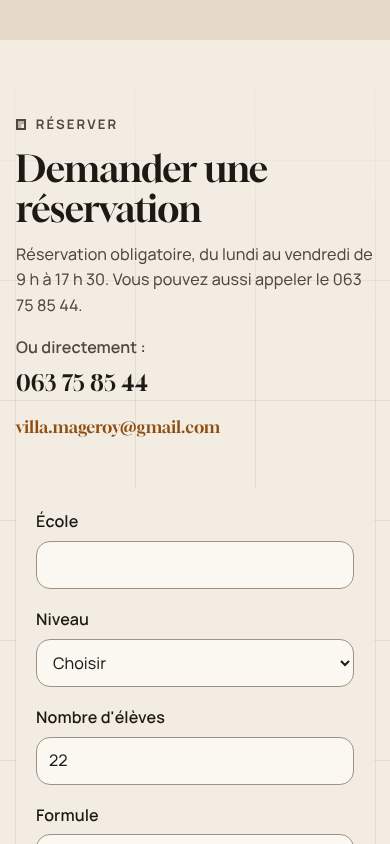 RÉSERVER
Demander une
réservation
Réservation obligatoire, du lundi au vendredi de
9 h à 17 h 30. Vous pouvez aussi appeler le 063
75 85 44.
Ou directement :
063 75 85 44
villa.mageroy@gmail.com
École
Niveau
Choisir
Nombre d'élèves
22
Formule